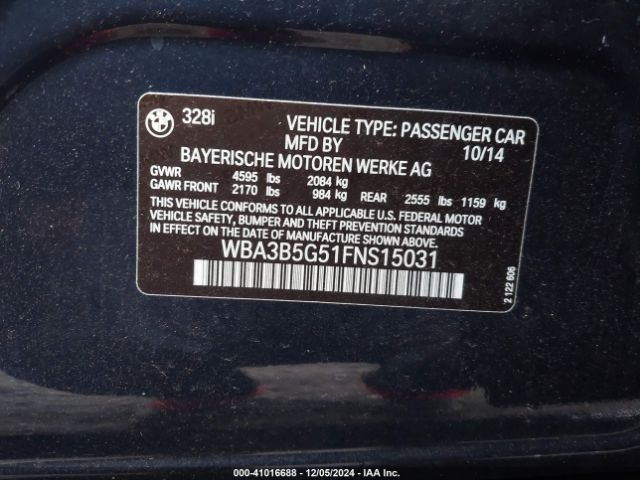 328i
VEHICLE TYPE: PASSENGER CAR
MFD BY 10/14
BAYERISCHE MOTOREN WERKE AG
GVWR 4595 lbs 2084 kg
GAWR FRONT 2170 lbs 984 kg REAR 2555 lbs 1159 kg
THIS VEHICLE CONFORMS TO ALL APPLICABLE U.S. FEDERAL MOTOR
VEHICLE SAFETY, BUMPER AND THEFT PREVENTION STANDARDS IN
EFFECT ON THE DATE OF MANUFACTURE SHOWN ABOVE.
WBA3B5G51FNS15031
2 122 606
000-41016688 - 12/05/2024 - IAA Inc.